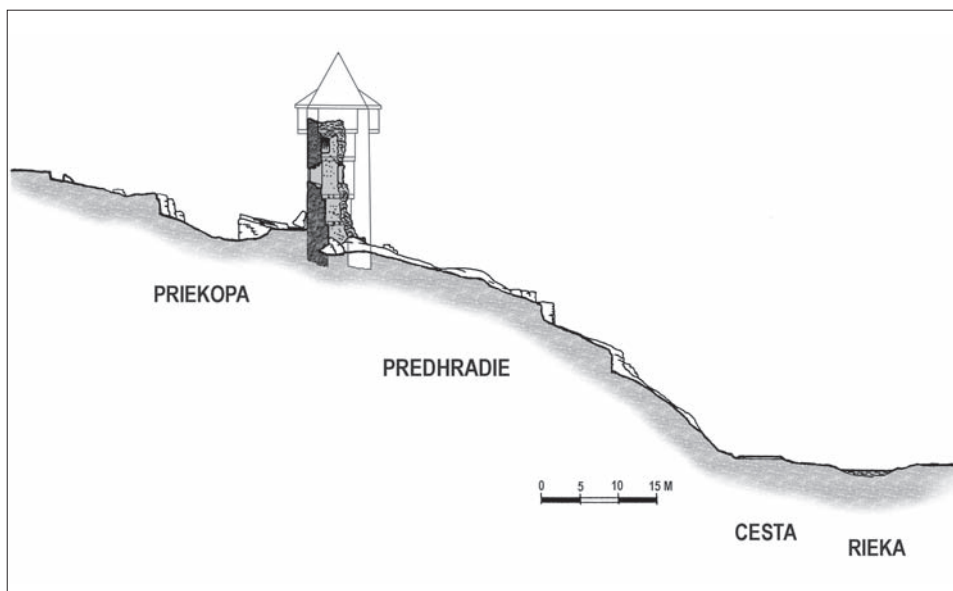 PRIEKOPA
PREDHRADIE
0 5 10 15 M
CESTA
RIEKA